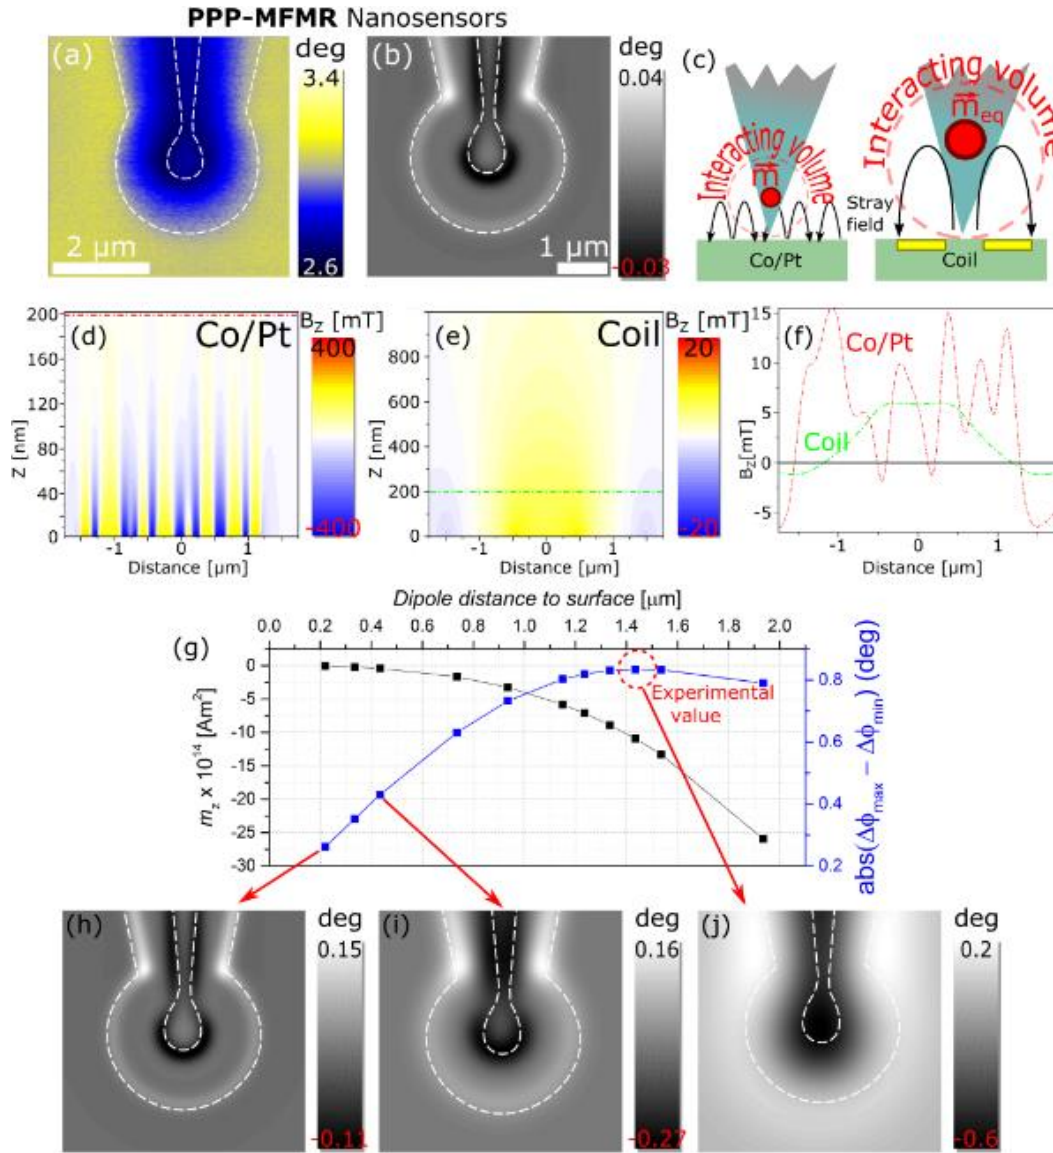 PPP-MFMR Nanosensors
(a)
deg
3.4
2.6
2 μm
(b)
deg
0.04
-0.03
1 μm
(c)
Interacting volume
m
Co/Pt
Interacting volume
m eq
Stray
field
Coil
(d)
Co/Pt
BZ [mT]
400
-400
200
160
120
80
40
0
Z [nm]
-1 0 1
Distance [μm]
(e)
Coil
BZ [mT]
20
-20
800
600
400
200
0
Z [nm]
-1 0 1
Distance [μm]
(f)
Co/Pt
Coil
15
10
5
0
-5
BZ[mT]
-1 0 1
Distance [μm]
Dipole distance to surface [μm]
0.0 0.2 0.4 0.6 0.8 1.0 1.2 1.4 1.6 1.8 2.0
(g)
0
-5
-10
-15
-20
-25
-30
mz x 10^14 [Am^2]
Experimental
value
0.8
0.6
0.4
0.2
abs(Δϕmax − Δϕmin) (deg)
(h)
deg
0.15
-0.11
(i)
deg
0.16
-0.27
(j)
deg
0.2
-0.6